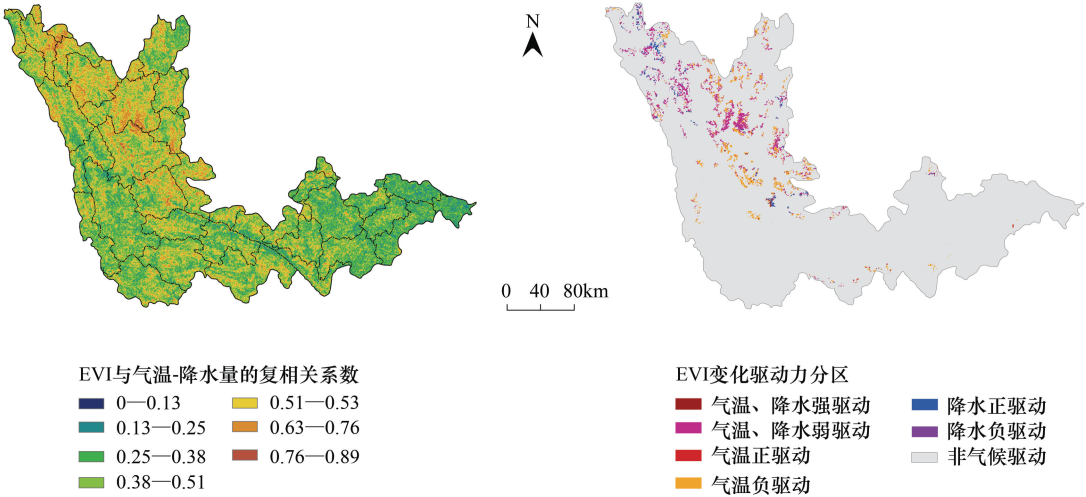 N
0 40 80km
EVI与气温-降水量的复相关系数
0—0.13
0.13—0.25
0.25—0.38
0.38—0.51
0.51—0.53
0.63—0.76
0.76—0.89
EVI变化驱动力分区
气温、降水强驱动
气温、降水弱驱动
气温正驱动
气温负驱动
降水正驱动
降水负驱动
非气候驱动